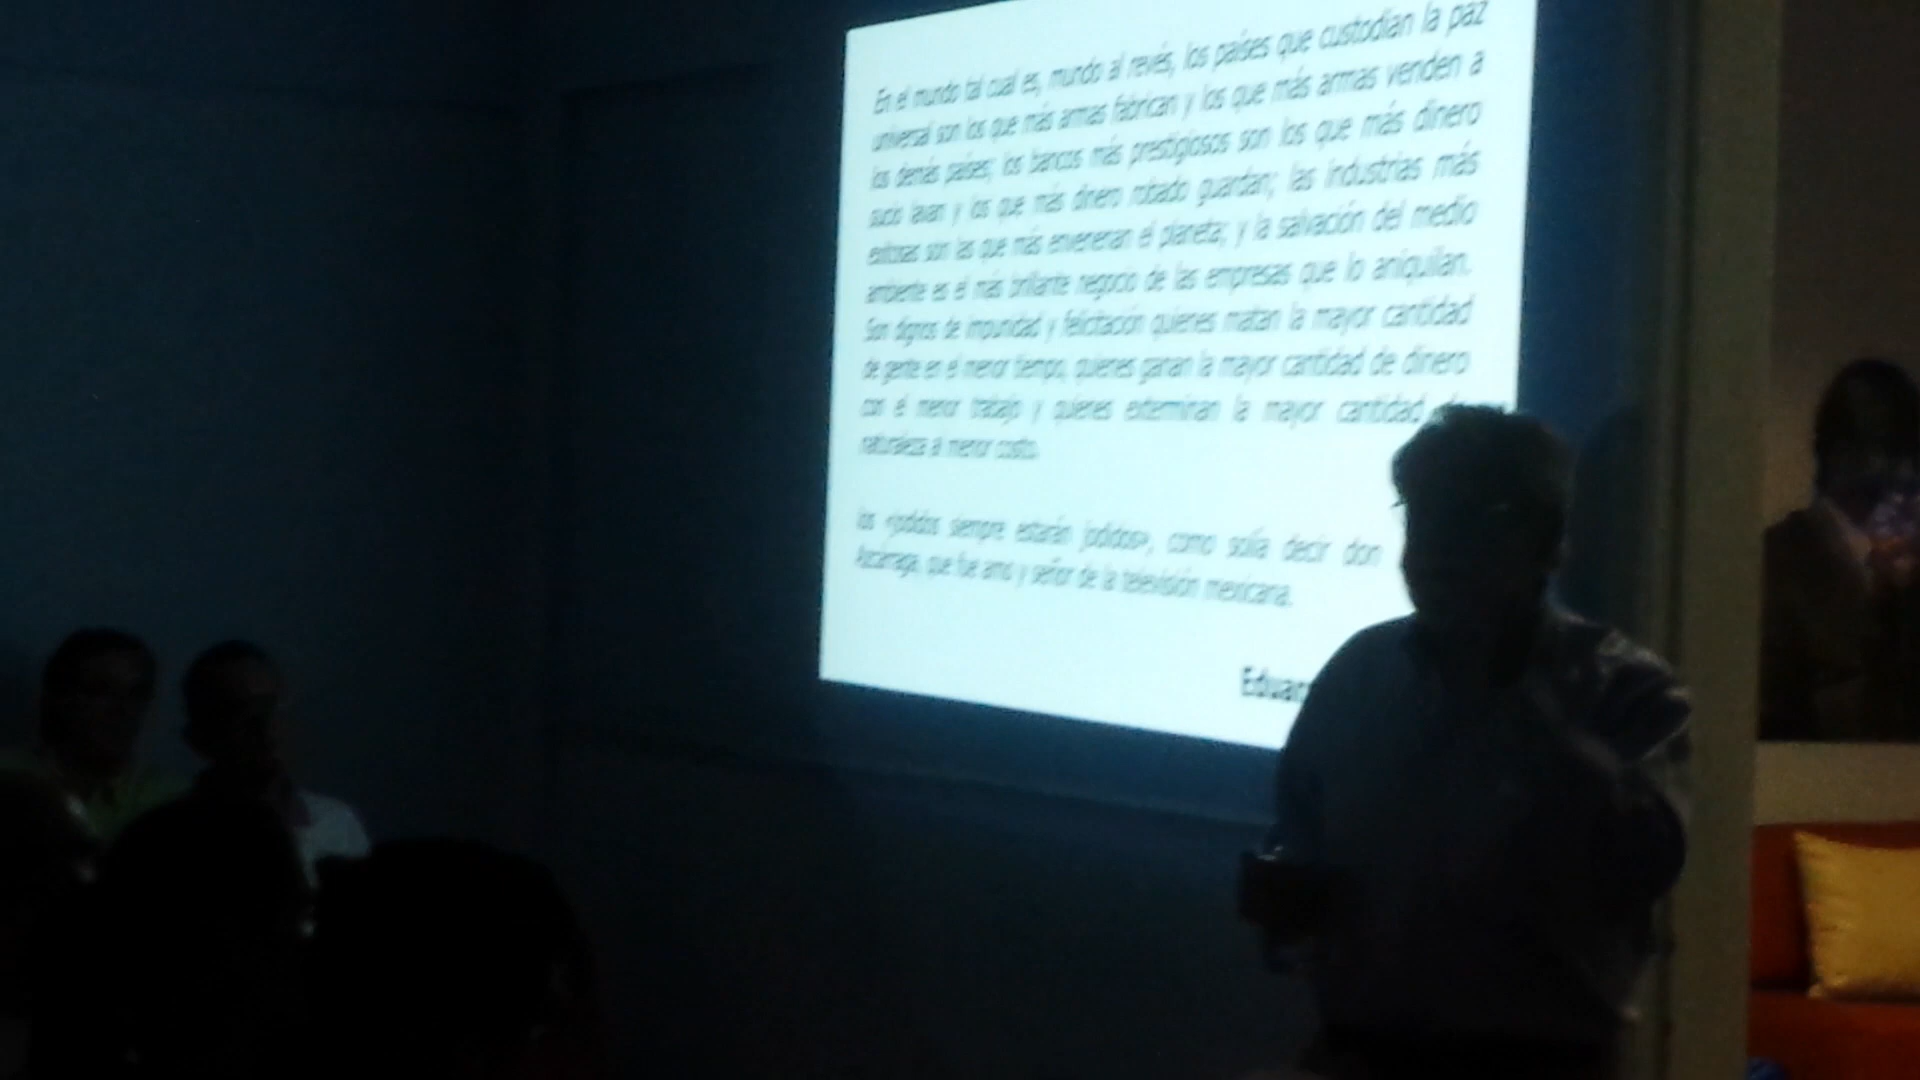 En el mundo tal cual es, mundo al revés, los países que custodian la paz
universal son los que más armas fabrican y los que más armas venden a
los demás países; los bancos más prestigiosos son los que más dinero
sucio lavan y los que más dinero robado guardan; las industrias más
exitosas son las que más envenenan el planeta; y la salvación del medio
ambiente es el más brillante negocio de las empresas que lo aniquilan.
Son dignos de impunidad y felicitación quienes matan la mayor cantidad
de gente en el menor tiempo, quienes ganan la mayor cantidad de dinero
con el menor trabajo y quienes exterminan la mayor cantidad de
naturaleza al menor costo.
los «jodidos siempre estarán jodidos», como solía decir don
Azcárraga, que fue amo y señor de la televisión mexicana.